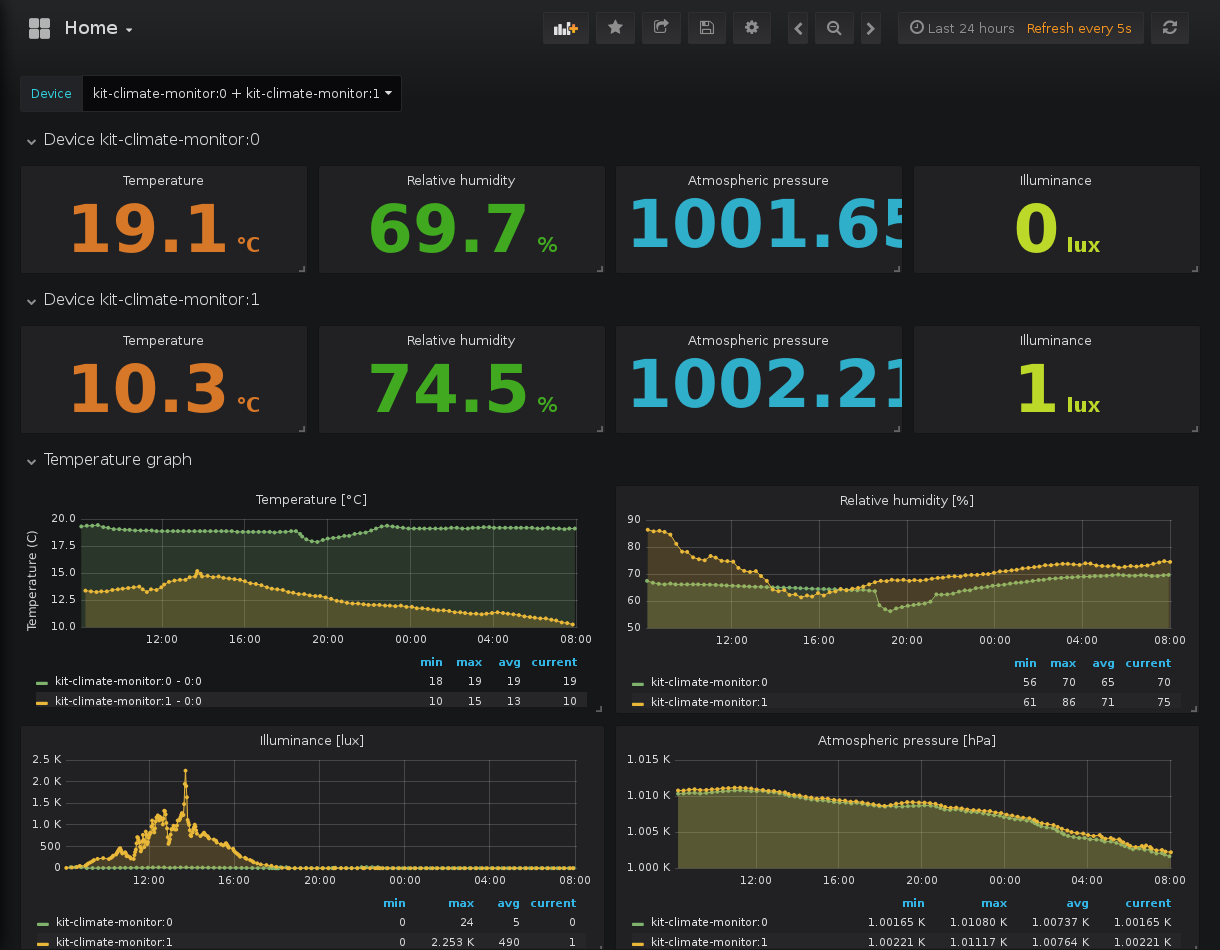 Home
Last 24 hours Refresh every 5s
Device kit-climate-monitor:0 + kit-climate-monitor:1
Device kit-climate-monitor:0
Temperature Relative humidity Atmospheric pressure Illuminance
19.1 °C 69.7 % 1001.65 0 lux
Device kit-climate-monitor:1
Temperature Relative humidity Atmospheric pressure Illuminance
10.3 °C 74.5 % 1002.21 1 lux
Temperature graph
Temperature [°C]
Temperature (C)
20.0
17.5
15.0
12.5
10.0
12:00 16:00 20:00 00:00 04:00 08:00
min max avg current
kit-climate-monitor:0 - 0:0 18 19 19 19
kit-climate-monitor:1 - 0:0 10 15 13 10
Relative humidity [%]
90
80
70
60
50
12:00 16:00 20:00 00:00 04:00 08:00
min max avg current
kit-climate-monitor:0 56 70 65 70
kit-climate-monitor:1 61 86 71 75
Illuminance [lux]
2.5 K
2.0 K
1.5 K
1.0 K
500
0
12:00 16:00 20:00 00:00 04:00 08:00
min max avg current
kit-climate-monitor:0 0 24 5 0
kit-climate-monitor:1 0 2.253 K 490 1
Atmospheric pressure [hPa]
1.015 K
1.010 K
1.005 K
1.000 K
12:00 16:00 20:00 00:00 04:00 08:00
min max avg current
kit-climate-monitor:0 1.00165 K 1.01080 K 1.00737 K 1.00165 K
kit-climate-monitor:1 1.00221 K 1.01117 K 1.00764 K 1.00221 K